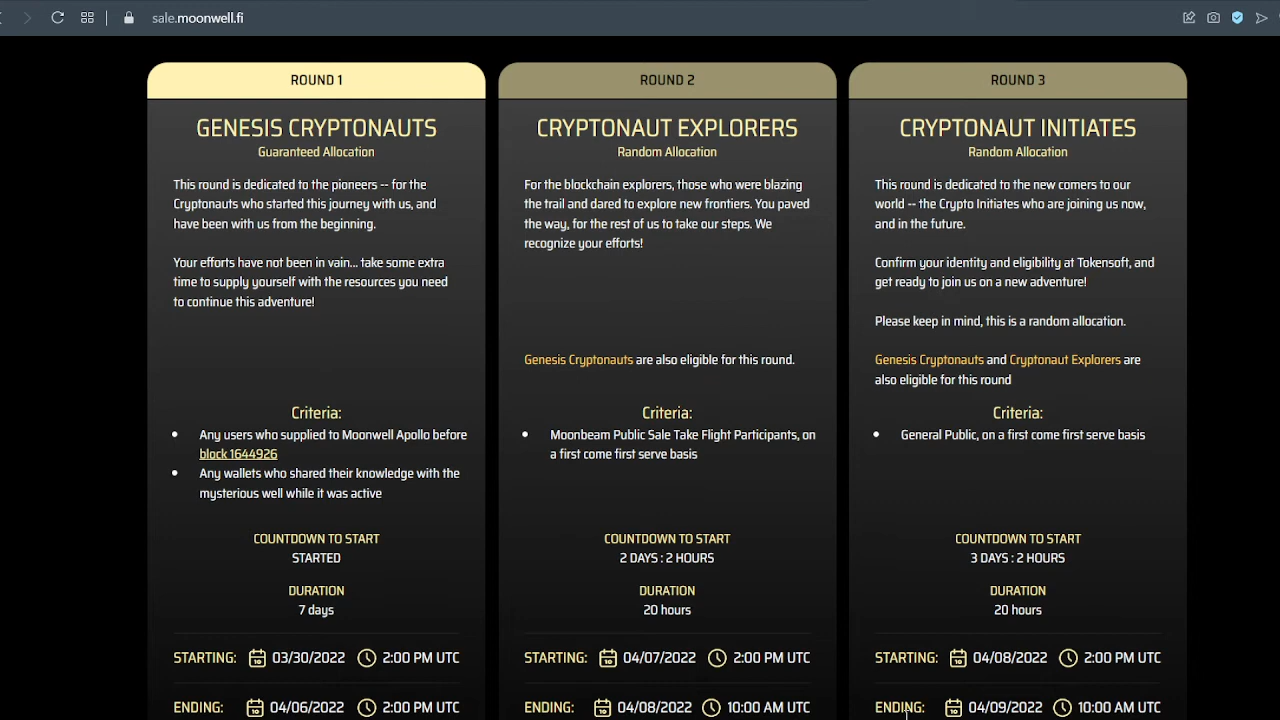 sale.moonwell.fi
ROUND 1
GENESIS CRYPTONAUTS
Guaranteed Allocation
This round is dedicated to the pioneers -- for the
Cryptonauts who started this journey with us, and
have been with us from the beginning.
Your efforts have not been in vain... take some extra
time to supply yourself with the resources you need
to continue this adventure!
Criteria:
• Any users who supplied to Moonwell Apollo before
block 1644926
• Any wallets who shared their knowledge with the
mysterious well while it was active
COUNTDOWN TO START
STARTED
DURATION
7 days
STARTING: 10 03/30/2022 2:00 PM UTC
ENDING: 10 04/06/2022 2:00 PM UTC
ROUND 2
CRYPTONAUT EXPLORERS
Random Allocation
For the blockchain explorers, those who were blazing
the trail and dared to explore new frontiers. You paved
the way, for the rest of us to take our steps. We
recognize your efforts!
Genesis Cryptonauts are also eligible for this round.
Criteria:
• Moonbeam Public Sale Take Flight Participants, on
a first come first serve basis
COUNTDOWN TO START
2 DAYS : 2 HOURS
DURATION
20 hours
STARTING: 10 04/07/2022 2:00 PM UTC
ENDING: 10 04/08/2022 10:00 AM UTC
ROUND 3
CRYPTONAUT INITIATES
Random Allocation
This round is dedicated to the new comers to our
world -- the Crypto Initiates who are joining us now,
and in the future.
Confirm your identity and eligibility at Tokensoft, and
get ready to join us on a new adventure!
Please keep in mind, this is a random allocation.
Genesis Cryptonauts and Cryptonaut Explorers are
also eligible for this round
Criteria:
• General Public, on a first come first serve basis
COUNTDOWN TO START
3 DAYS : 2 HOURS
DURATION
20 hours
STARTING: 10 04/08/2022 2:00 PM UTC
ENDING: 10 04/09/2022 10:00 AM UTC